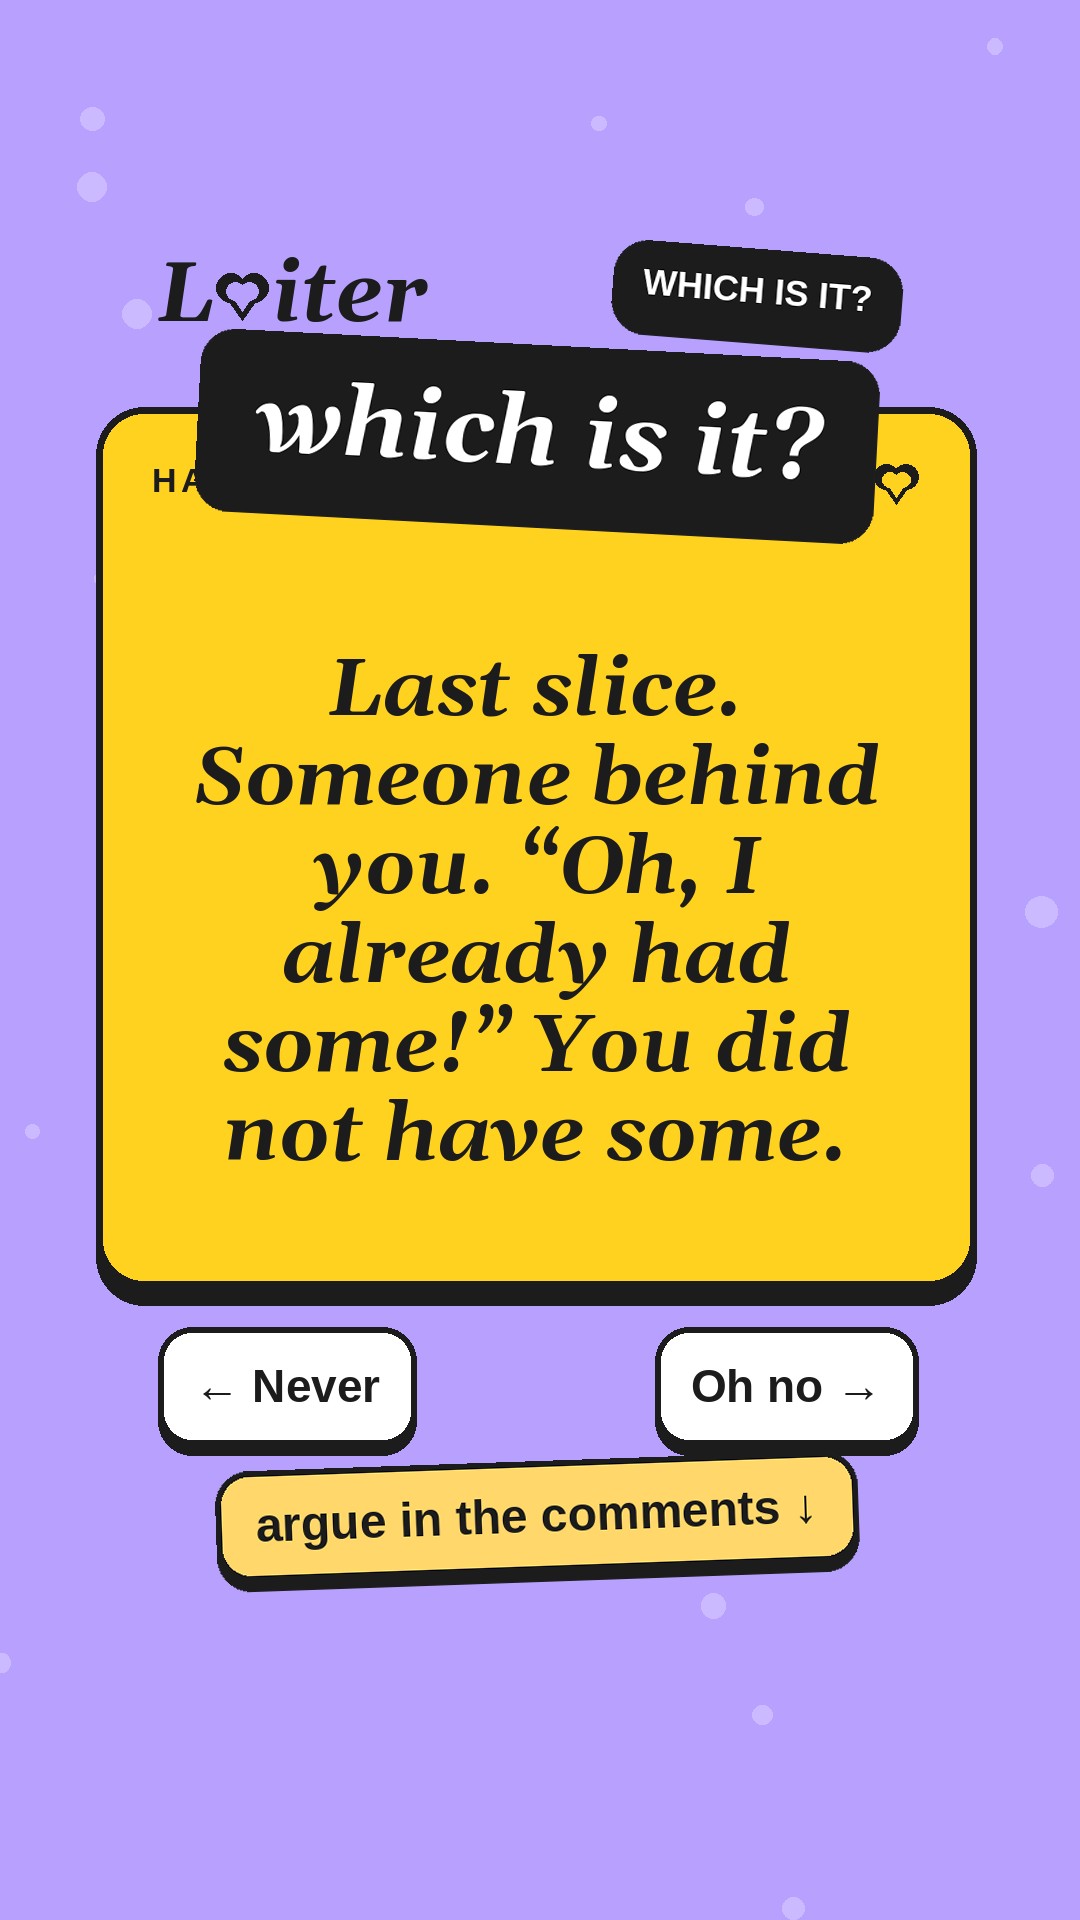 L♡iter
WHICH IS IT?
which is it?
Last slice.
Someone behind
you. “Oh, I
already had
some!” You did
not have some.
← Never
Oh no →
argue in the comments ↓